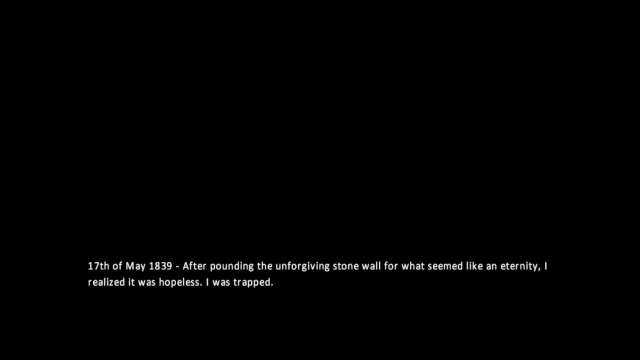 17th of May 1839 - After pounding the unforgiving stone wall for what seemed like an eternity, I
realized it was hopeless. I was trapped.